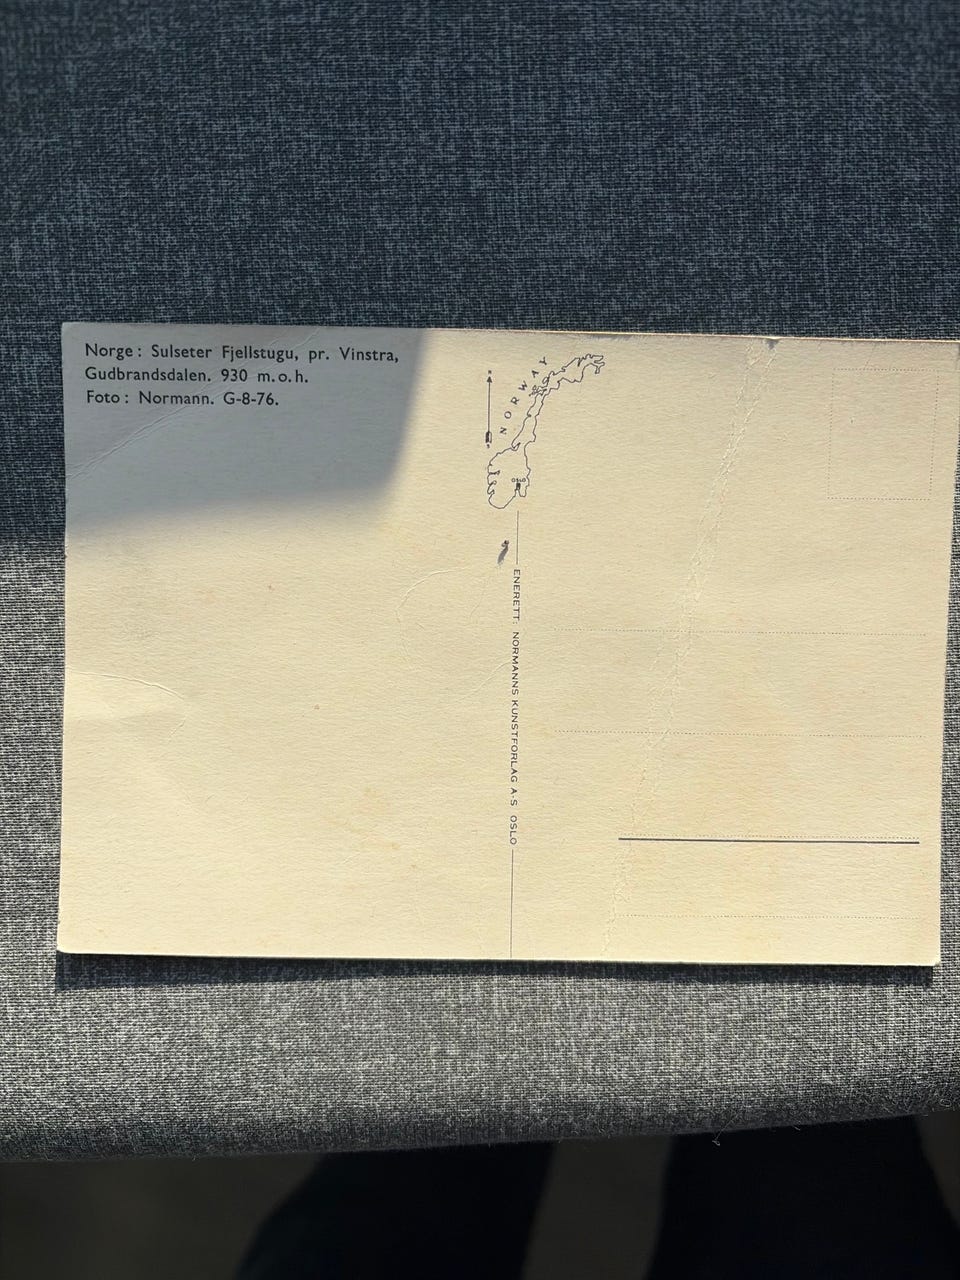 Norge: Sulseter Fjellstugu, pr. Vinstra,
Gudbrandsdalen. 930 m.o.h.
Foto: Normann. G-8-76.
NORWAY
OSLO
ENERETT: NORMANNS KUNSTFORLAG A·S OSLO